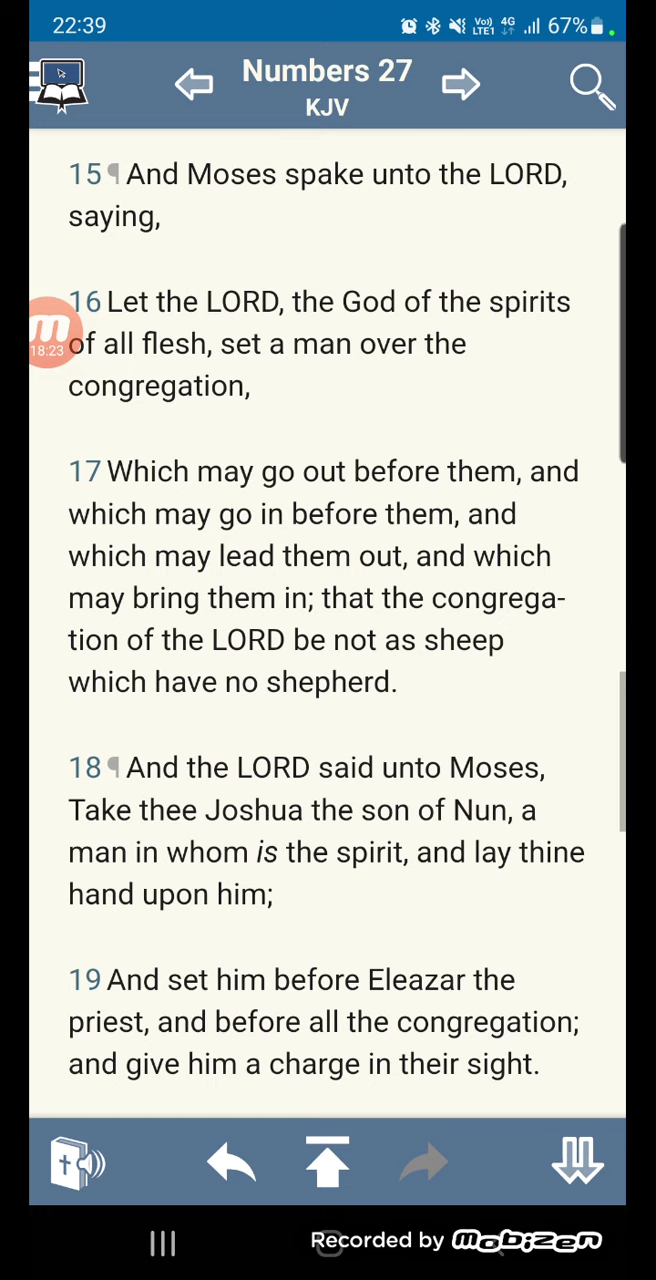 22:39 Vo)) LTE1 4G 67%
Numbers 27
KJV
15 ¶ And Moses spake unto the LORD,
saying,
16 Let the LORD, the God of the spirits
of all flesh, set a man over the
18:23
congregation,
17 Which may go out before them, and
which may go in before them, and
which may lead them out, and which
may bring them in; that the congrega-
tion of the LORD be not as sheep
which have no shepherd.
18 ¶ And the LORD said unto Moses,
Take thee Joshua the son of Nun, a
man in whom is the spirit, and lay thine
hand upon him;
19 And set him before Eleazar the
priest, and before all the congregation;
and give him a charge in their sight.
Recorded by mobizen